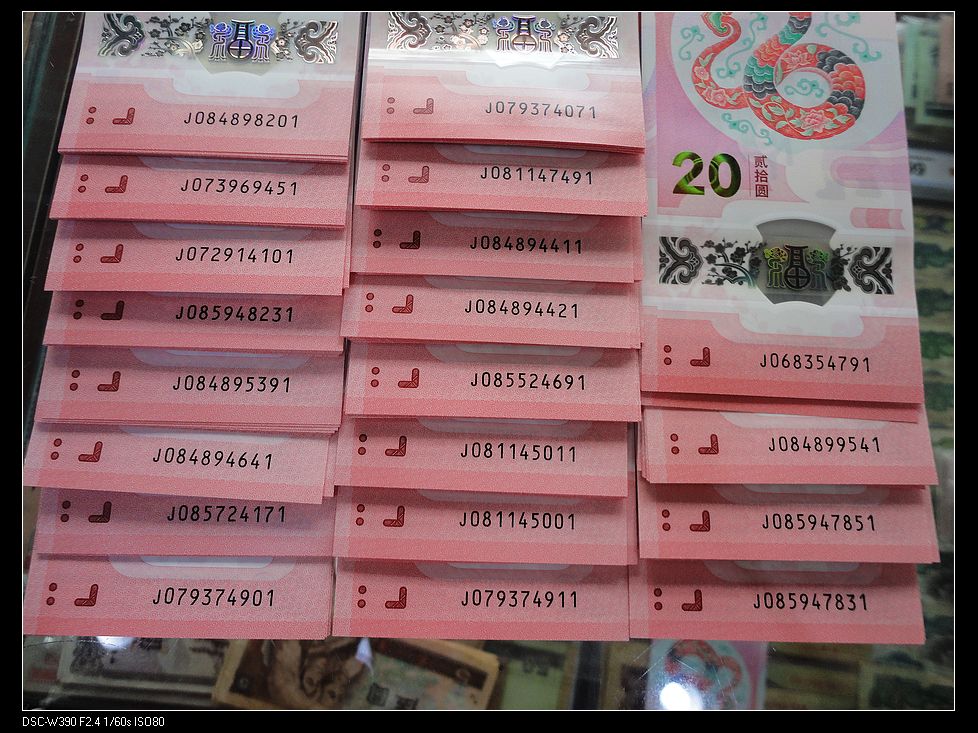 J084898201
J073969451
J072914101
J085948231
J084895391
J084894641
J085724171
J079374901
J079374071
J081147491
J084894411
J084894421
J085524691
J081145011
J081145001
J079374911
20
贰拾圆
J068354791
J084899541
J085947851
J085947831
DSC-W390 F2.4 1/60s ISO80